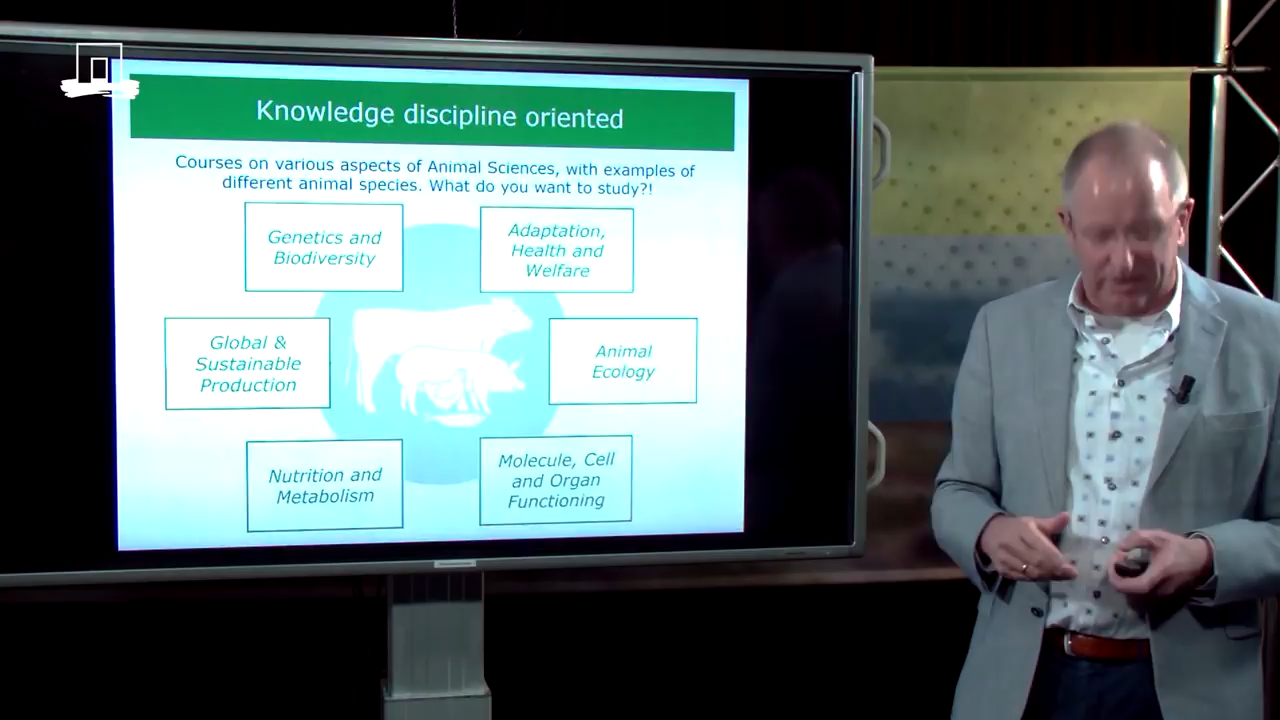 Knowledge discipline oriented
Courses on various aspects of Animal Sciences, with examples of
different animal species. What do you want to study?!
Genetics and
Biodiversity
Adaptation,
Health and
Welfare
Global &
Sustainable
Production
Animal
Ecology
Nutrition and
Metabolism
Molecule, Cell
and Organ
Functioning